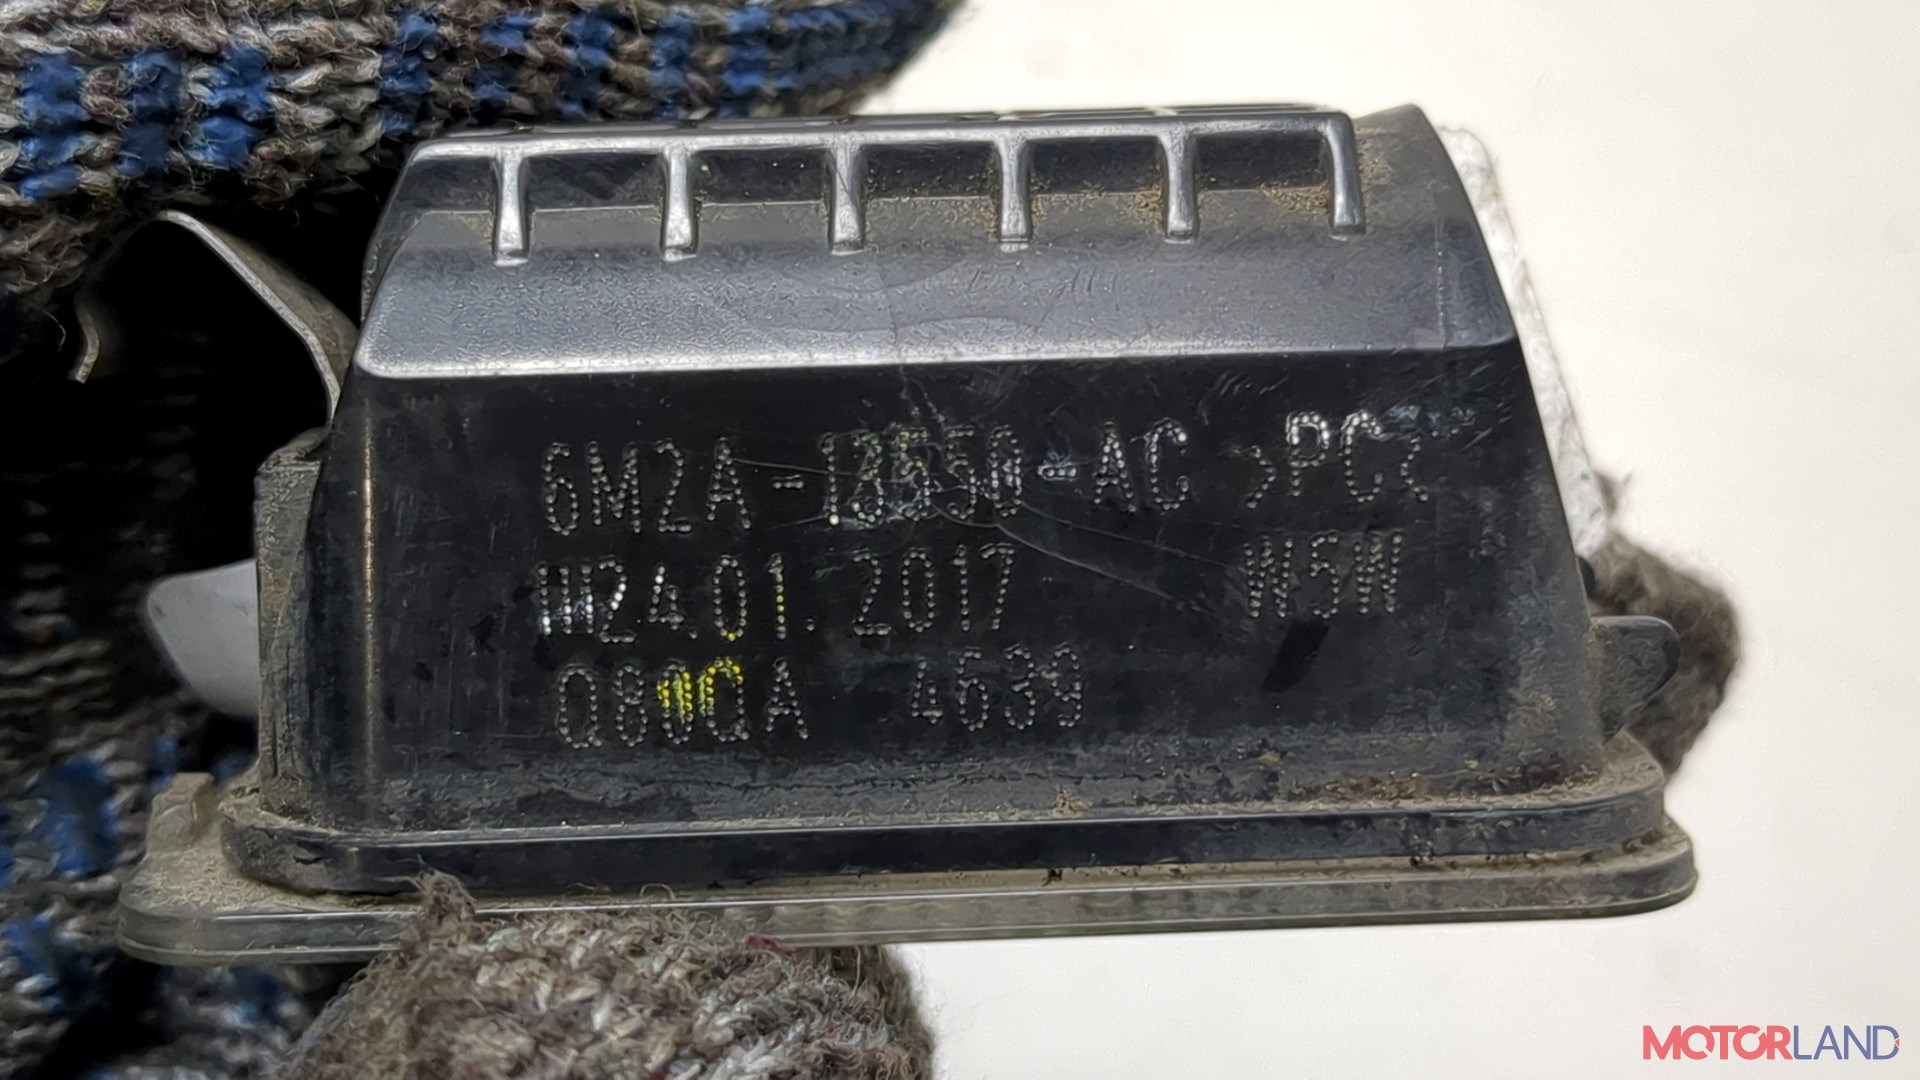 6M2A-13550-AC >PC<
W24.01.2017 W5W
Q80QA 4639
MOTORLAND